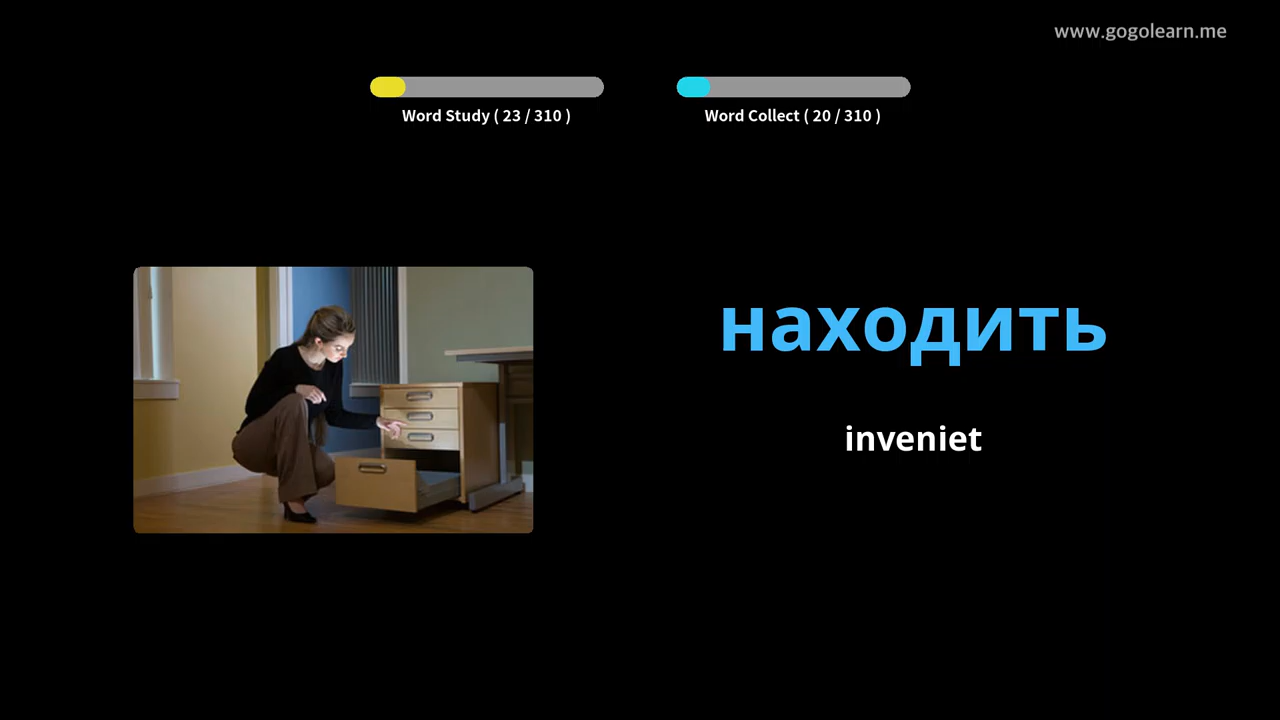 www.gogolearn.me
Word Study ( 23 / 310 )
Word Collect ( 20 / 310 )
находить
inveniet